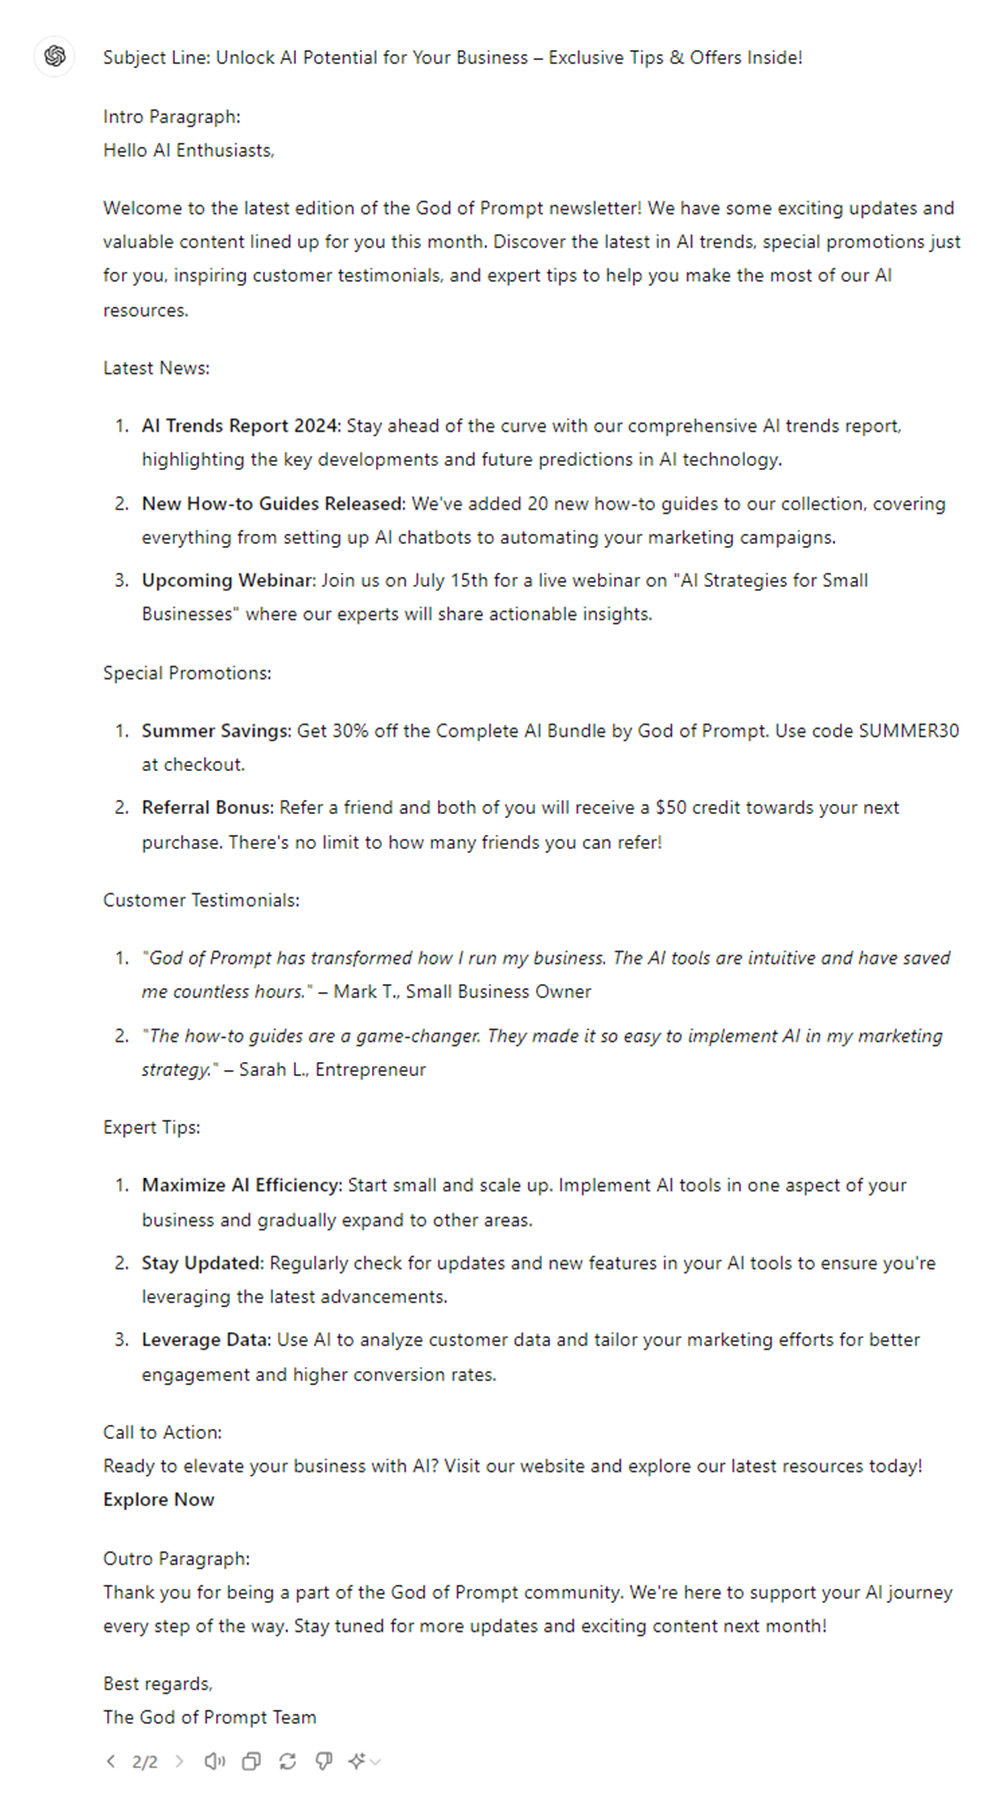 Subject Line: Unlock AI Potential for Your Business – Exclusive Tips & Offers Inside!
Intro Paragraph:
Hello AI Enthusiasts,
Welcome to the latest edition of the God of Prompt newsletter! We have some exciting updates and
valuable content lined up for you this month. Discover the latest in AI trends, special promotions just
for you, inspiring customer testimonials, and expert tips to help you make the most of our AI
resources.
Latest News:
1. AI Trends Report 2024: Stay ahead of the curve with our comprehensive AI trends report,
highlighting the key developments and future predictions in AI technology.
2. New How-to Guides Released: We've added 20 new how-to guides to our collection, covering
everything from setting up AI chatbots to automating your marketing campaigns.
3. Upcoming Webinar: Join us on July 15th for a live webinar on "AI Strategies for Small
Businesses" where our experts will share actionable insights.
Special Promotions:
1. Summer Savings: Get 30% off the Complete AI Bundle by God of Prompt. Use code SUMMER30
at checkout.
2. Referral Bonus: Refer a friend and both of you will receive a $50 credit towards your next
purchase. There's no limit to how many friends you can refer!
Customer Testimonials:
1. "God of Prompt has transformed how I run my business. The AI tools are intuitive and have saved
me countless hours." – Mark T., Small Business Owner
2. "The how-to guides are a game-changer. They made it so easy to implement AI in my marketing
strategy." – Sarah L., Entrepreneur
Expert Tips:
1. Maximize AI Efficiency: Start small and scale up. Implement AI tools in one aspect of your
business and gradually expand to other areas.
2. Stay Updated: Regularly check for updates and new features in your AI tools to ensure you're
leveraging the latest advancements.
3. Leverage Data: Use AI to analyze customer data and tailor your marketing efforts for better
engagement and higher conversion rates.
Call to Action:
Ready to elevate your business with AI? Visit our website and explore our latest resources today!
Explore Now
Outro Paragraph:
Thank you for being a part of the God of Prompt community. We're here to support your AI journey
every step of the way. Stay tuned for more updates and exciting content next month!
Best regards,
The God of Prompt Team
2/2